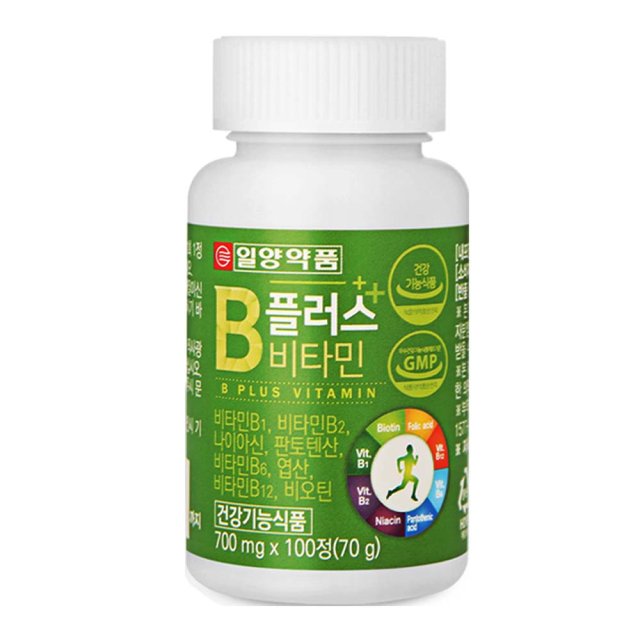 일양약품
B 플러스
비타민
B PLUS VITAMIN
비타민B1, 비타민B2,
나이아신, 판토텐산,
비타민B6, 엽산,
비타민B12, 비오틴
건강기능식품
700 mg x 100정(70 g)
건강
기능식품
GMP
Biotin
Folic acid
Vit.
B12
Vit.
B6
Pantothenic
acid
Niacin
Vit.
B2
Vit.
B1